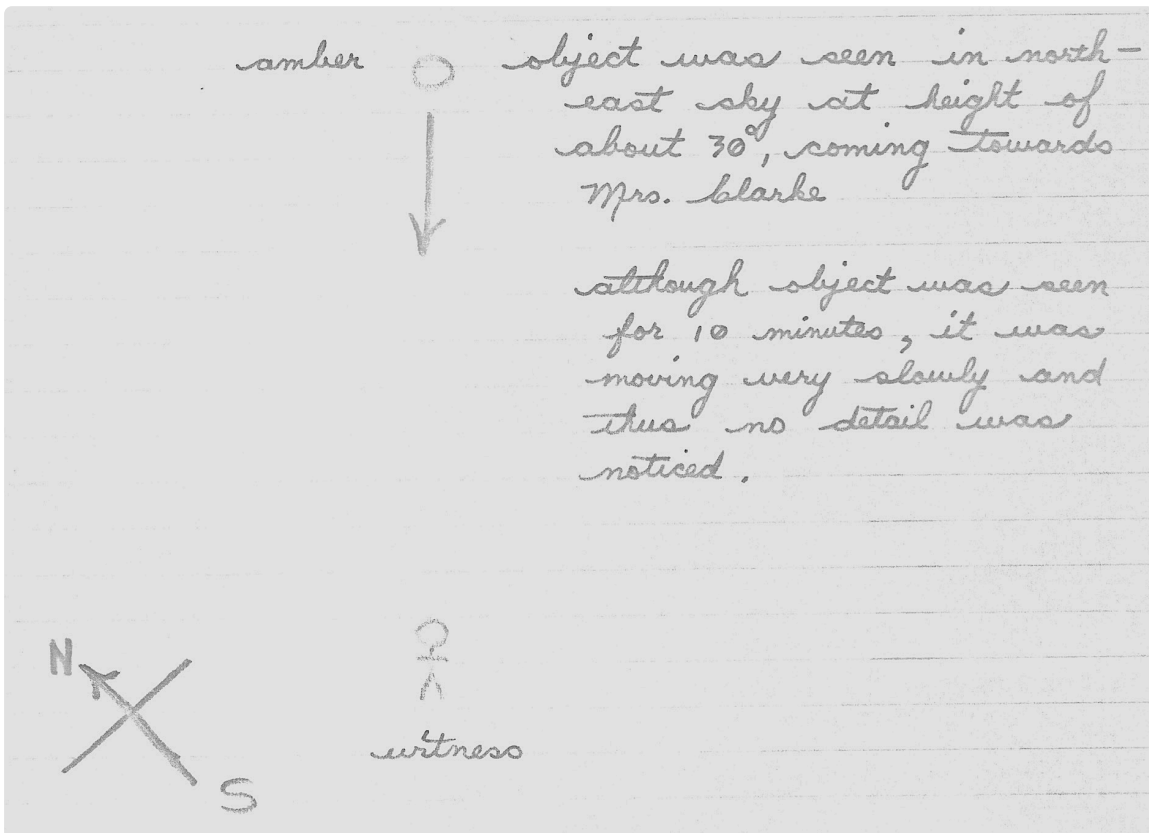 amber
object was seen in north-
east sky at height of
about 30°, coming towards
Mrs. Clarke
although object was seen
for 10 minutes, it was
moving very slowly and
thus no detail was
noticed.
N
witness
S